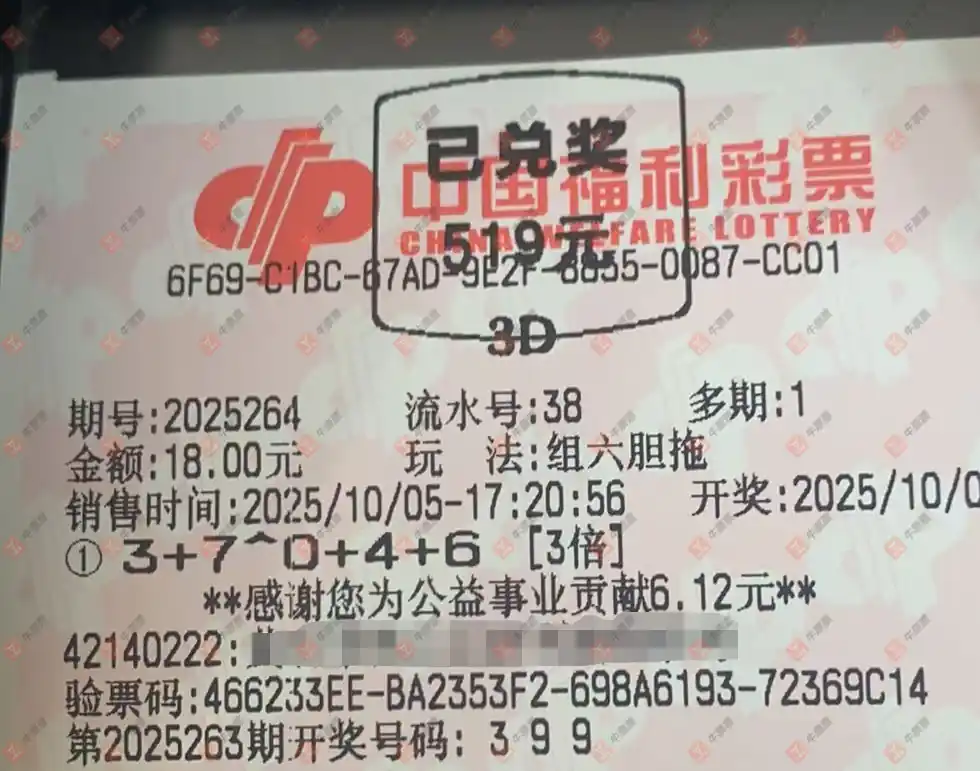 已兑奖
中国福利彩票
519元
CHINA WELFARE LOTTERY
6F69-C1BC-67AD-9E2F-8835-0087-CC01
3D
期号:2025264 流水号:38 多期:1
金额:18.00元 玩 法:组六胆拖
销售时间:2025/10/05-17:20:56 开奖:2025/10/0
① 3+7^0+4+6 [3倍]
**感谢您为公益事业贡献6.12元**
42140222:
验票码:466233EE-BA2353F2-698A6193-72369C14
第2025263期开奖号码: 3 9 9